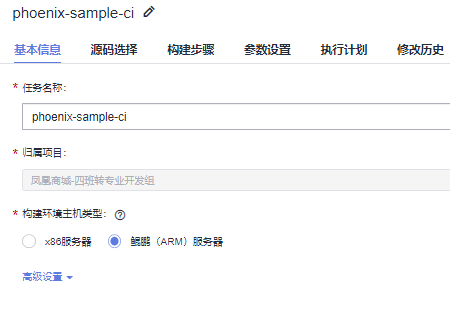 phoenix-sample-ci
基本信息 源码选择 构建步骤 参数设置 执行计划 修改历史
* 任务名称：
phoenix-sample-ci
* 归属项目：
凤凰商城-四班转专业开发组
* 构建环境主机类型： ?
x86服务器 鲲鹏（ARM）服务器
高级设置